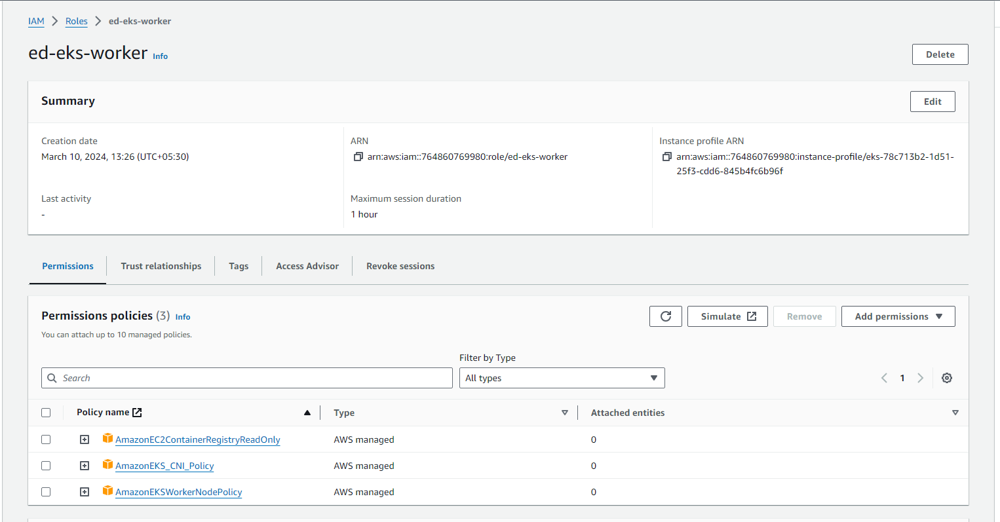 IAM > Roles > ed-eks-worker
ed-eks-worker Info
Delete
Summary
Edit
Creation date
March 10, 2024, 13:26 (UTC+05:30)
ARN
arn:aws:iam::764860769980:role/ed-eks-worker
Instance profile ARN
arn:aws:iam::764860769980:instance-profile/eks-78c713b2-1d51-
25f3-cdd6-845b4fc6b96f
Last activity
-
Maximum session duration
1 hour
Permissions Trust relationships Tags Access Advisor Revoke sessions
Permissions policies (3) Info
You can attach up to 10 managed policies.
Simulate Remove Add permissions
Filter by Type
Search All types 1
Policy name Type Attached entities
AmazonEC2ContainerRegistryReadOnly AWS managed 0
AmazonEKS_CNI_Policy AWS managed 0
AmazonEKSWorkerNodePolicy AWS managed 0